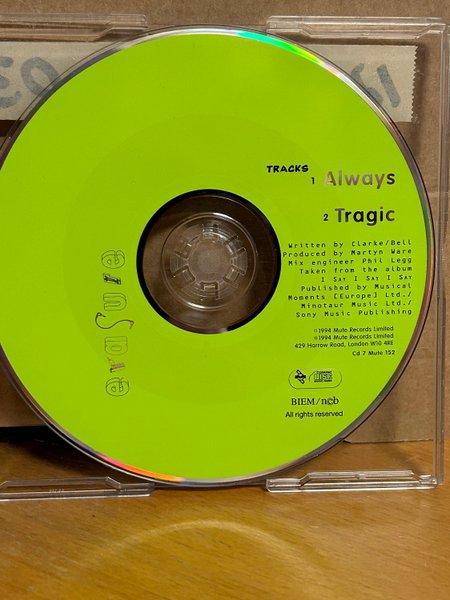 TRACKS
1 Always
2 Tragic
Written by Clarke/Bell
Produced by Martyn Ware
Mix engineer Phil Legg
Taken from the album
I Say I Say I Say
Published by Musical
Moments [Europe] Ltd./
Minotaur Music Ltd./
Sony Music Publishing
℗1994 Mute Records Limited
©1994 Mute Records Limited
429 Harrow Road, London W10 4RE
Cd 7 Mute 152
BIEM/ncb
All rights reserved
erasure